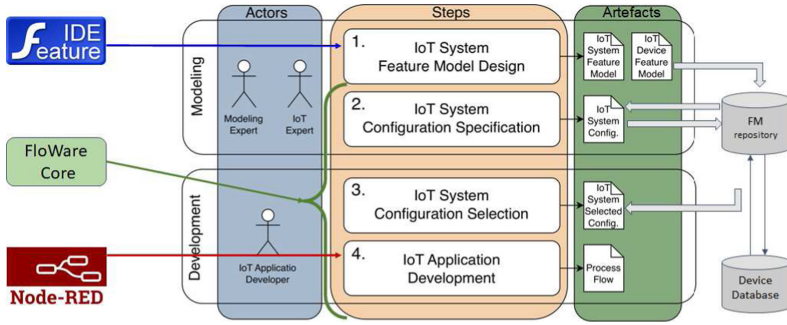 Actors
Steps
Artefacts
IDE
Feature
FloWare
Core
Node-RED
Modeling
Development
Modeling
Expert
IoT
Expert
IoT Applicatio
Developer
1.
IoT System
Feature Model Design
2.
IoT System
Configuration Specification
3.
IoT System
Configuration Selection
4.
IoT Application
Development
IoT
System
Feature
Model
IoT
Device
Feature
Model
IoT
System
Config.
IoT
System
Selected
Config.
Process
Flow
FM
repository
Device
Database